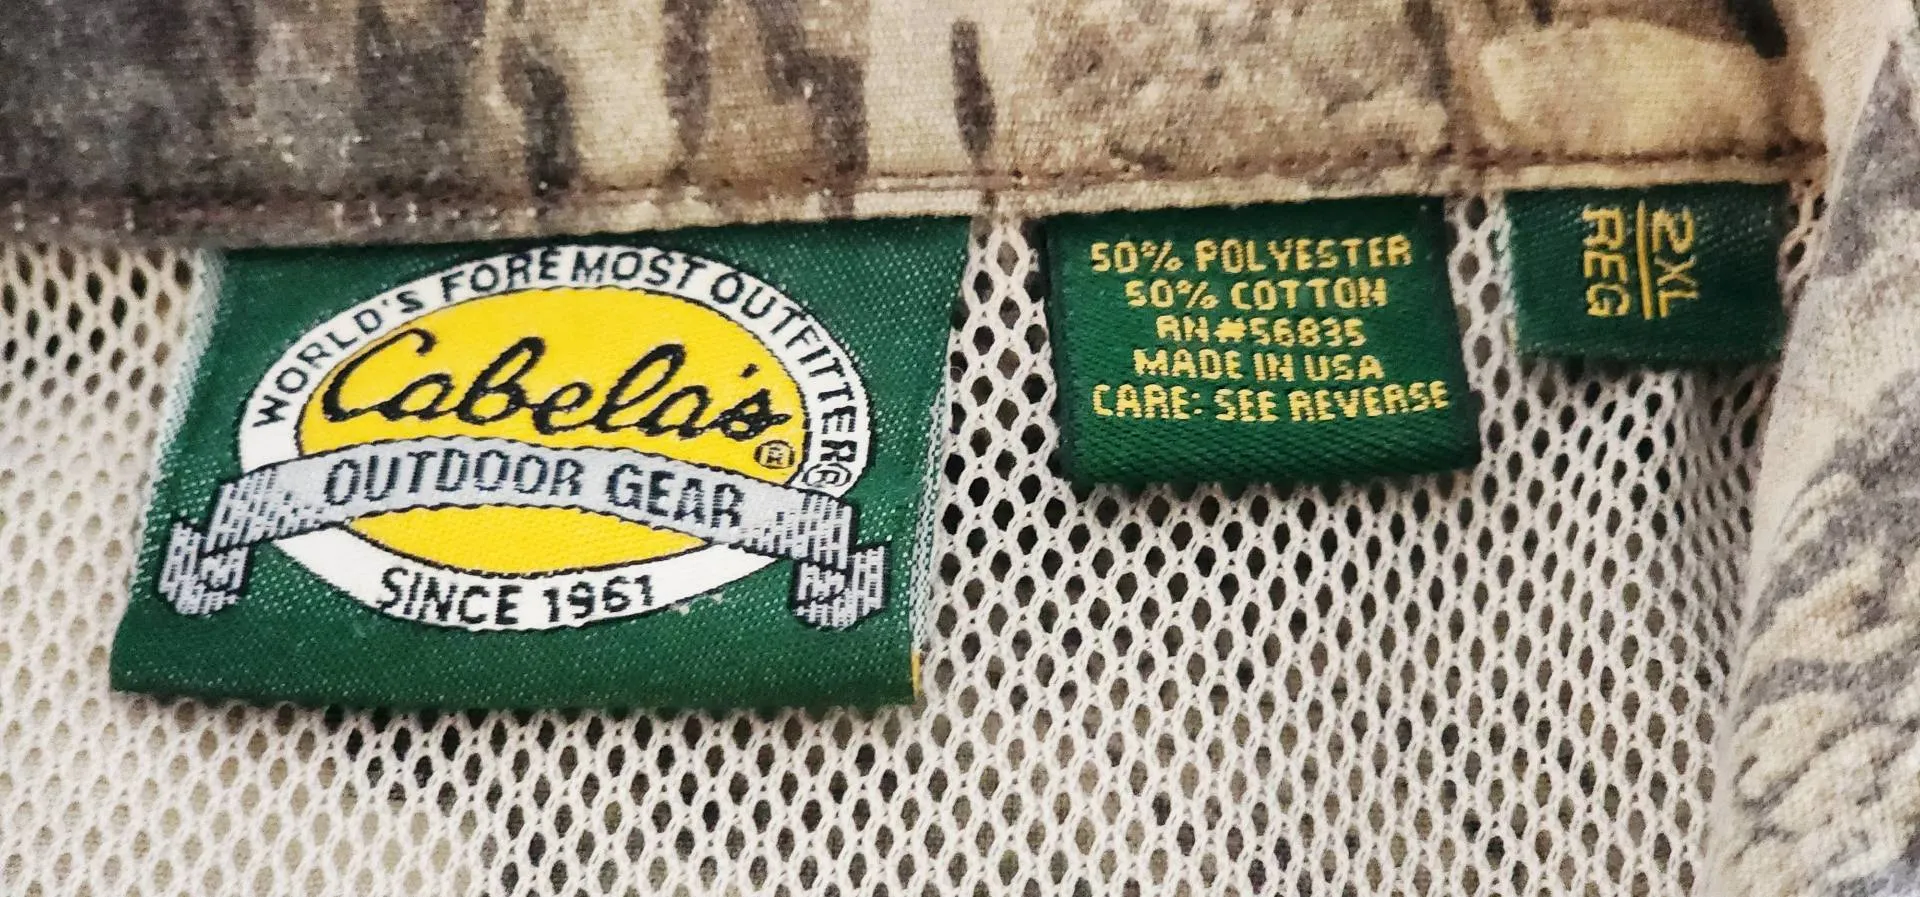 WORLD'S FOREMOST OUTFITTER®
Cabela's®
OUTDOOR GEAR
SINCE 1961
50% POLYESTER
50% COTTON
RN#56835
MADE IN USA
CARE: SEE REVERSE
2XL
REG